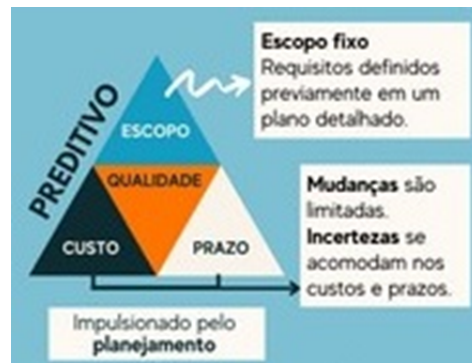 PREDITIVO
ESCOPO
QUALIDADE
CUSTO
PRAZO
Escopo fixo
Requisitos definidos
previamente em um
plano detalhado.
Mudanças são
limitadas.
Incertezas se
acomodam nos
custos e prazos.
Impulsionado pelo
planejamento